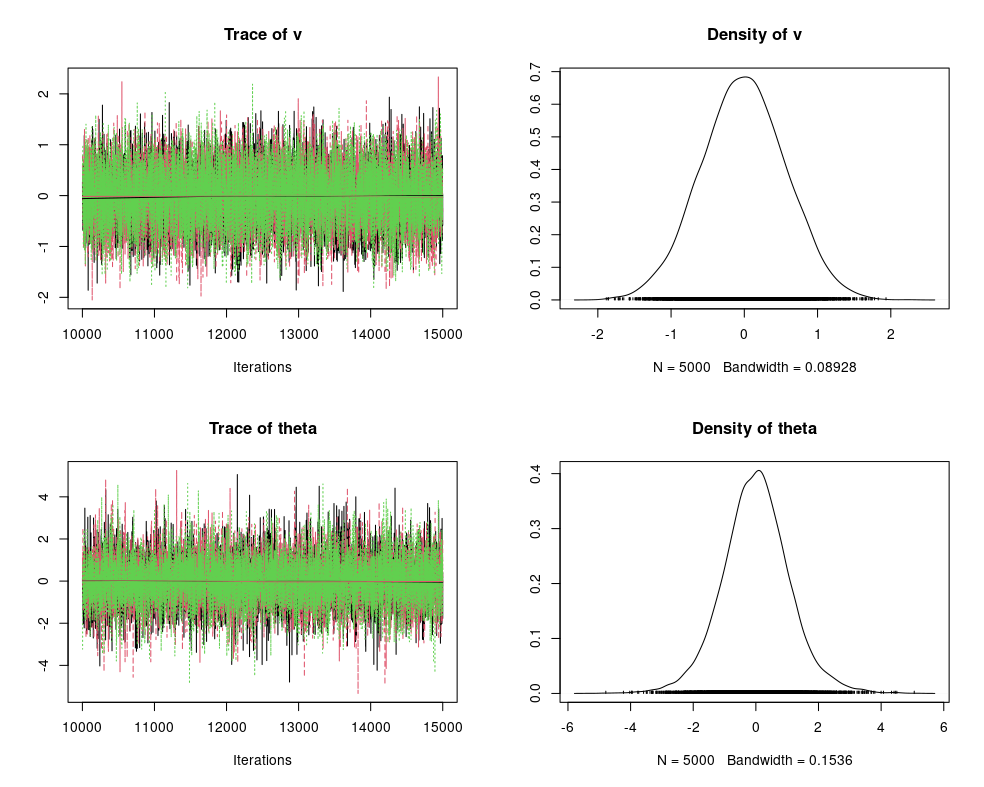 Trace of v
2
1
0
-1
-2
10000 11000 12000 13000 14000 15000
Iterations
Density of v
0.7
0.6
0.5
0.4
0.3
0.2
0.1
0.0
-2 -1 0 1 2
N = 5000 Bandwidth = 0.08928
Trace of theta
4
2
0
-2
-4
10000 11000 12000 13000 14000 15000
Iterations
Density of theta
0.4
0.3
0.2
0.1
0.0
-6 -4 -2 0 2 4 6
N = 5000 Bandwidth = 0.1536